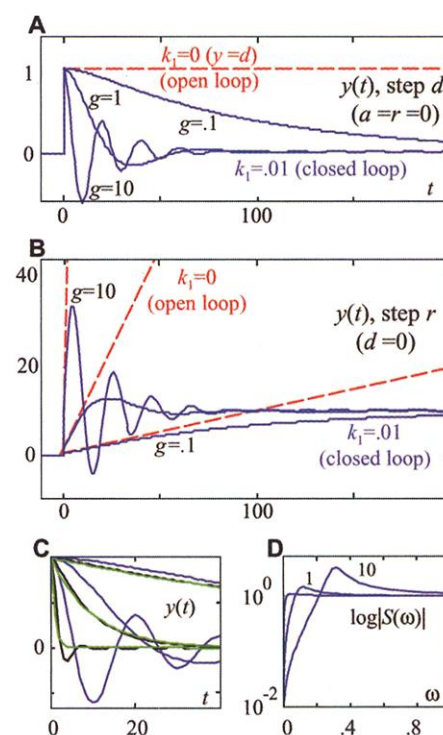 A
k₁=0 (y=d)
(open loop)
1
g=1
y(t), step d
(a=r=0)
g=.1
0
k₁=.01 (closed loop)
g=10
t
0
100
B
40
g=10
k₁=0
(open loop)
y(t), step r
(d=0)
20
0
g=.1
k₁=.01
(closed loop)
0
100
C
D
y(t)
1
10
10⁰
log|S(ω)|
0
t
ω
10⁻²
0
20
0
.4
.8